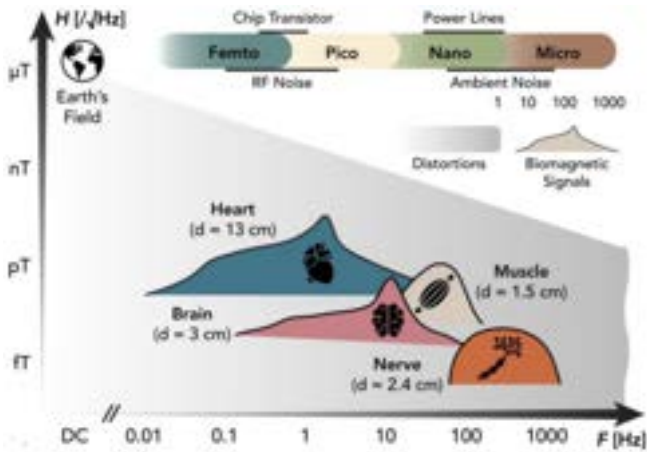 H [/√Hz]
Chip Transistor
Power Lines
Femto
Pico
Nano
Micro
RF Noise
Ambient Noise
1 10 100 1000
μT
Earth's
Field
Distortions
Biomagnetic
Signals
nT
Heart
(d = 13 cm)
pT
Muscle
(d = 1.5 cm)
Brain
(d = 3 cm)
fT
Nerve
(d = 2.4 cm)
DC 0.01 0.1 1 10 100 1000 F [Hz]